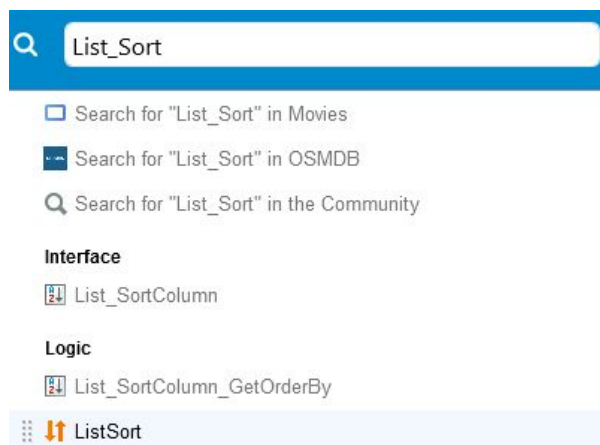 List_Sort
Search for "List_Sort" in Movies
Search for "List_Sort" in OSMDB
Search for "List_Sort" in the Community
Interface
List_SortColumn
Logic
List_SortColumn_GetOrderBy
ListSort